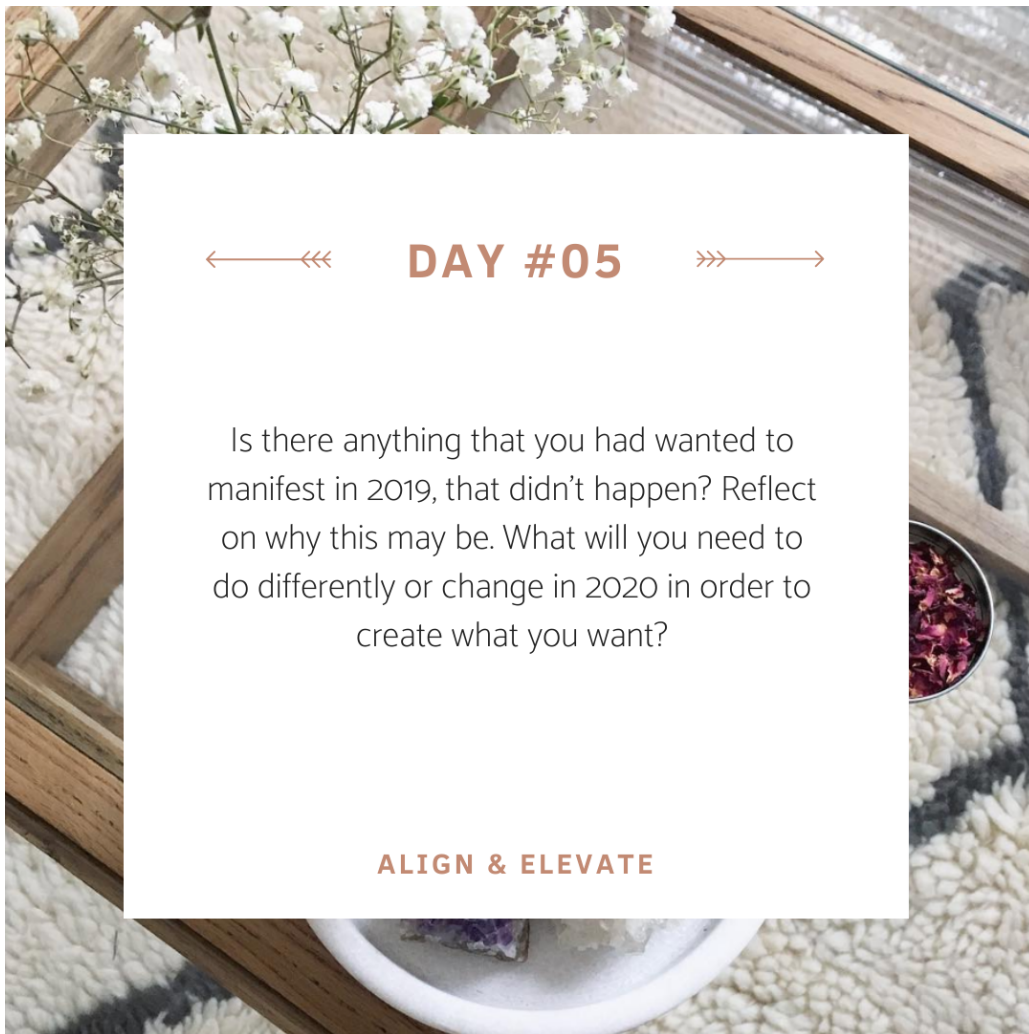 DAY #05
Is there anything that you had wanted to
manifest in 2019, that didn't happen? Reflect
on why this may be. What will you need to
do differently or change in 2020 in order to
create what you want?
ALIGN & ELEVATE